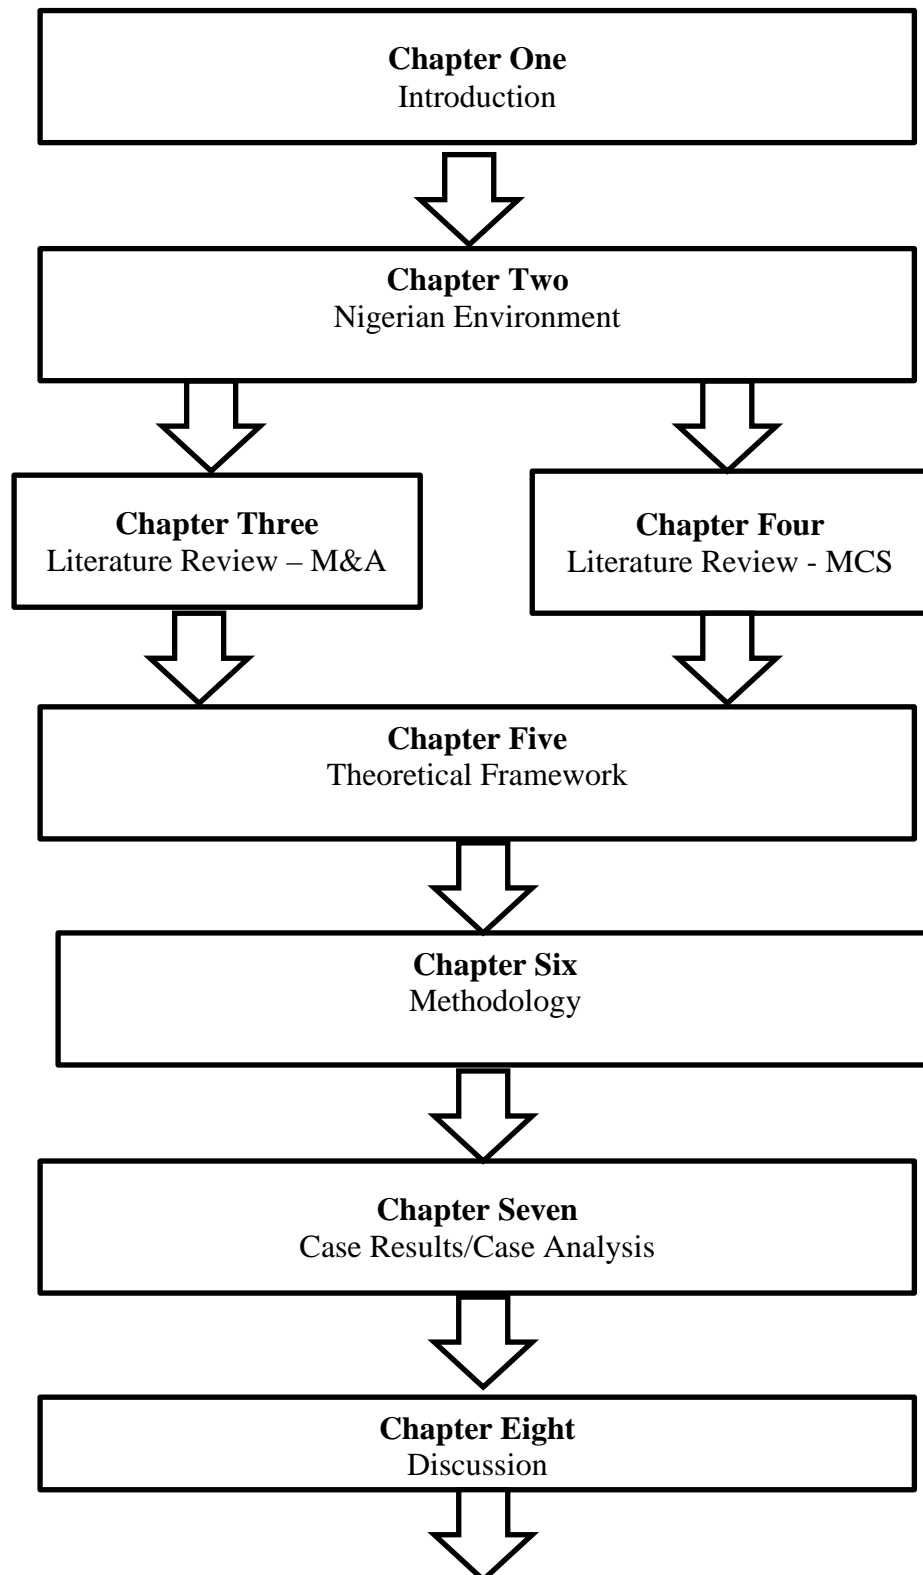 Chapter One
Introduction
Chapter Two
Nigerian Environment
Chapter Three
Literature Review – M&A
Chapter Four
Literature Review - MCS
Chapter Five
Theoretical Framework
Chapter Six
Methodology
Chapter Seven
Case Results/Case Analysis
Chapter Eight
Discussion